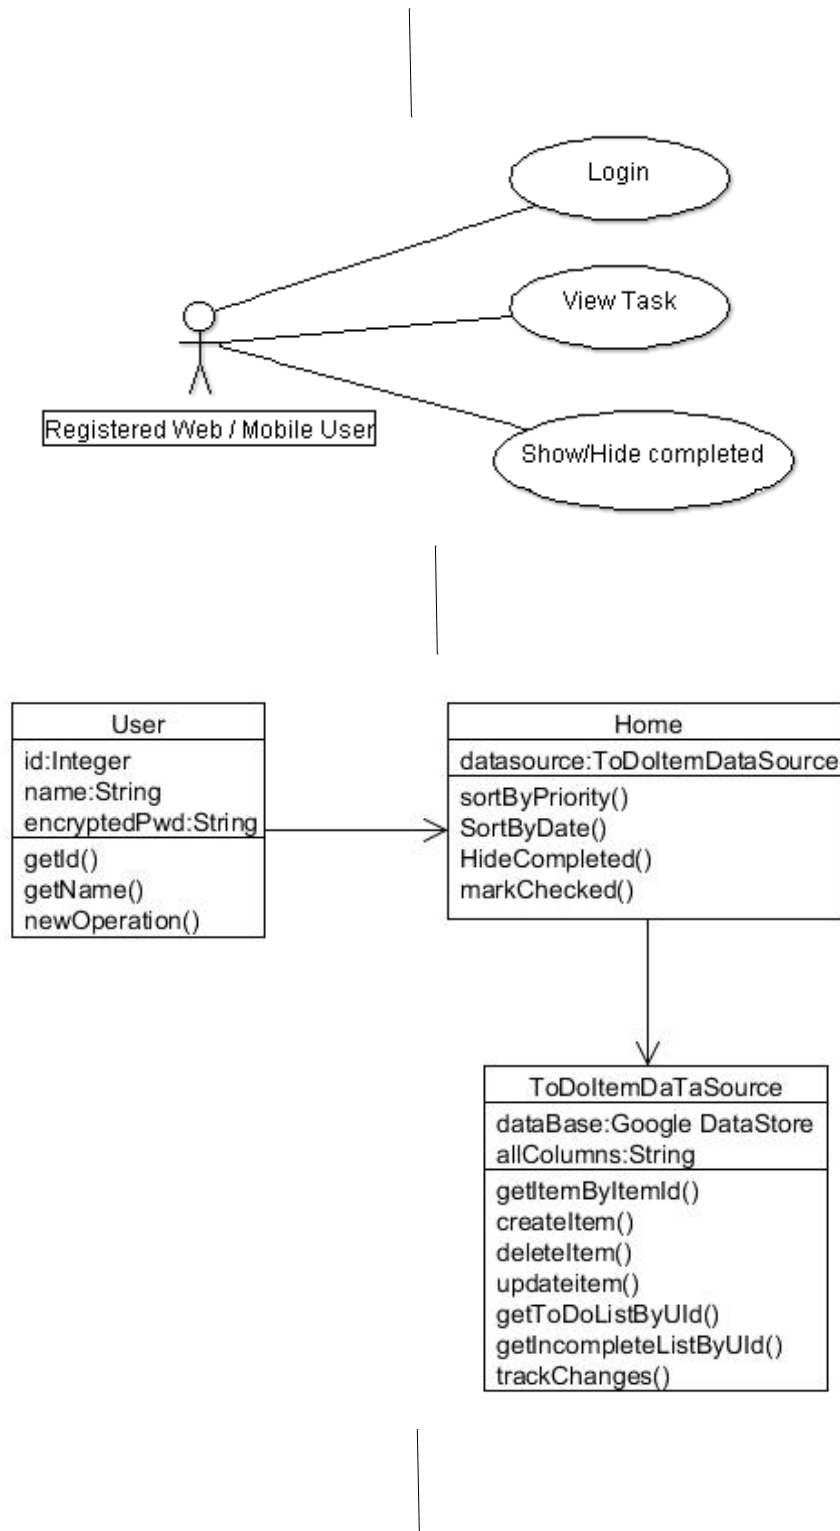 Login
View Task
Registered Web / Mobile User
Show/Hide completed
User
id:Integer
name:String
encryptedPwd:String
getId()
getName()
newOperation()
Home
datasource:ToDoItemDataSource
sortByPriority()
SortByDate()
HideCompleted()
markChecked()
ToDoItemDaTaSource
dataBase:Google DataStore
allColumns:String
getItemByItemId()
createItem()
deleteItem()
updateitem()
getToDoListByUId()
getIncompleteListByUId()
trackChanges()